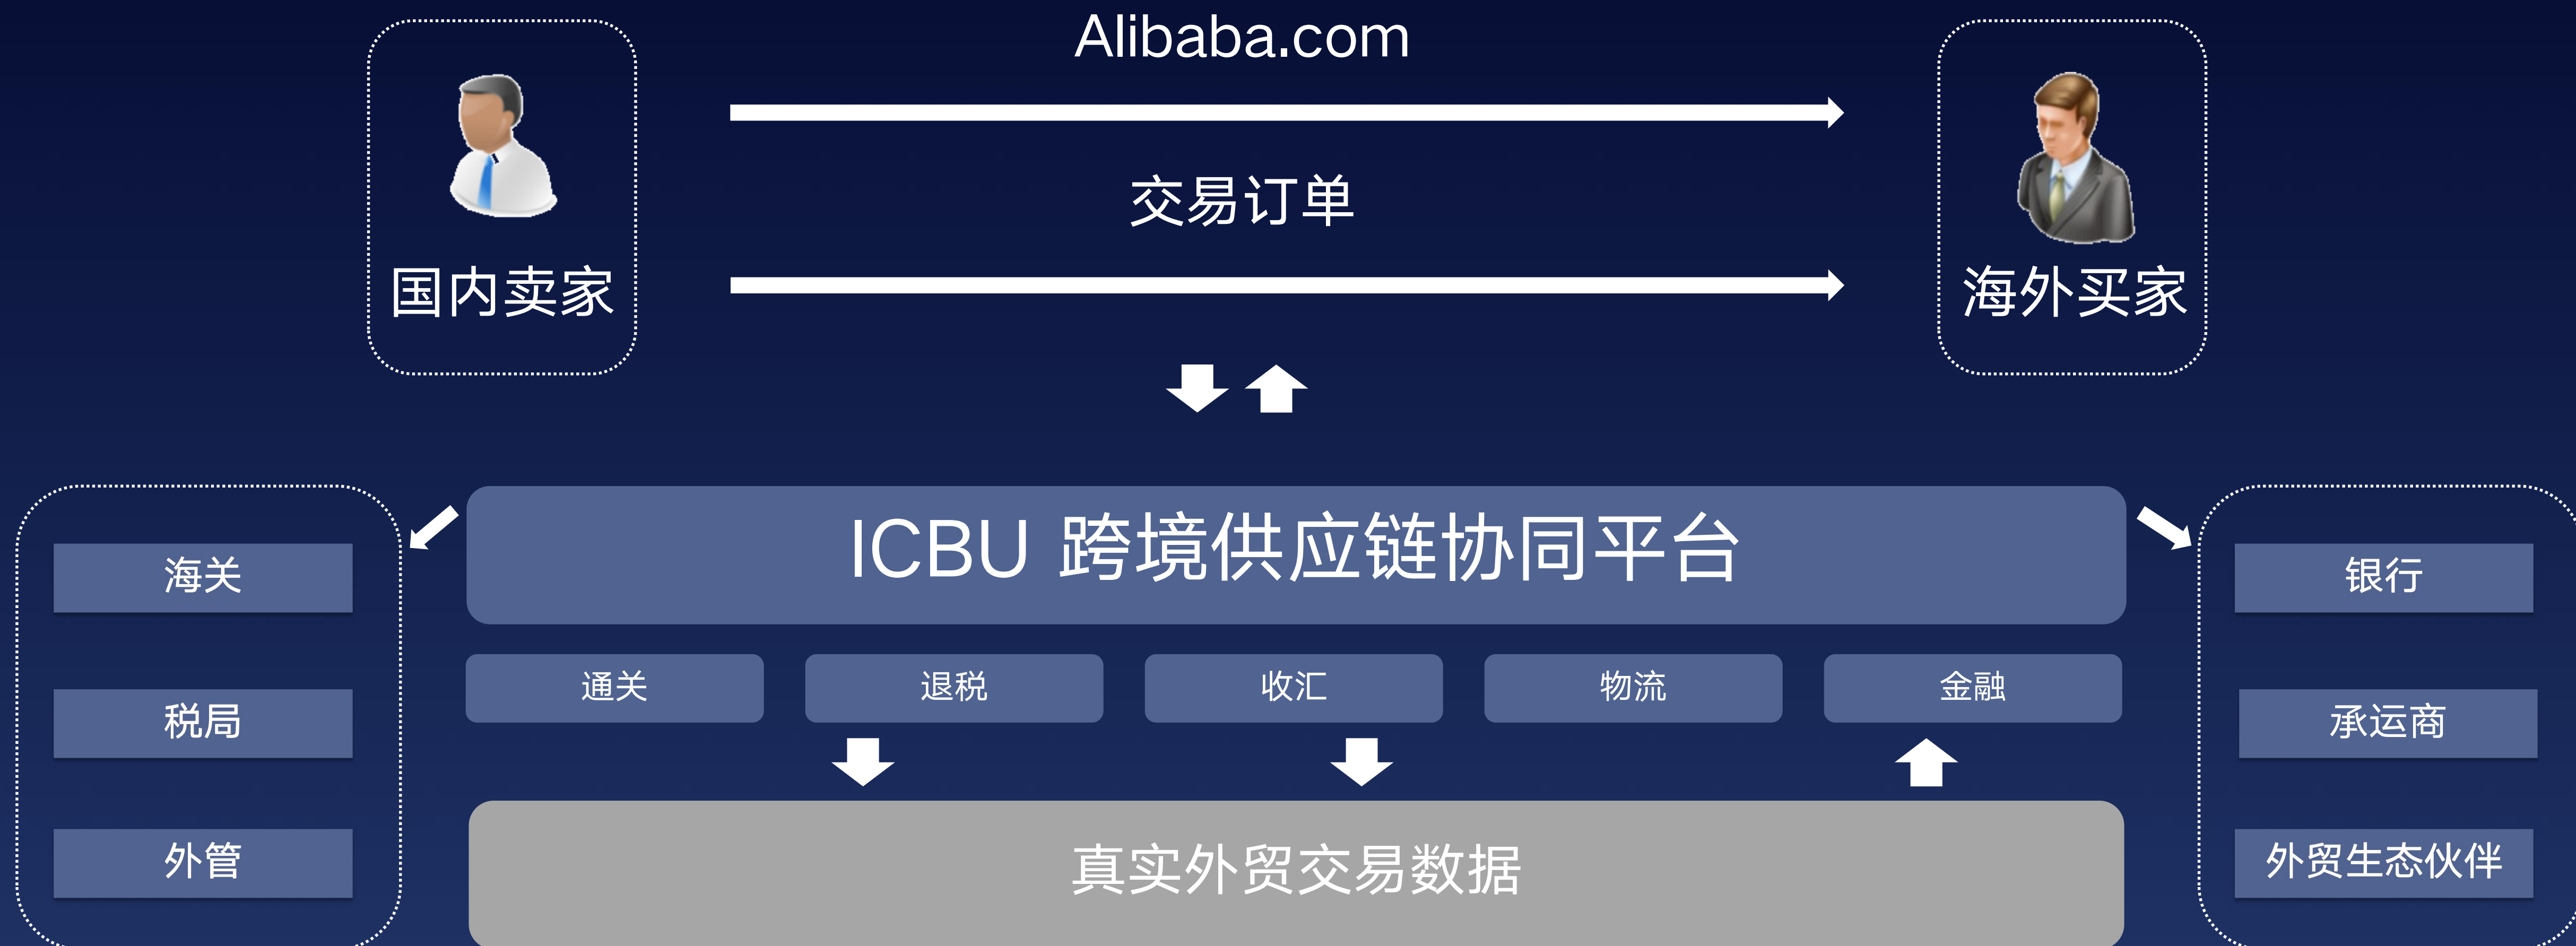 Alibaba.com
交易订单
国内卖家
海外买家
ICBU 跨境供应链协同平台
海关
税局
外管
通关
退税
收汇
物流
金融
银行
承运商
外贸生态伙伴
真实外贸交易数据